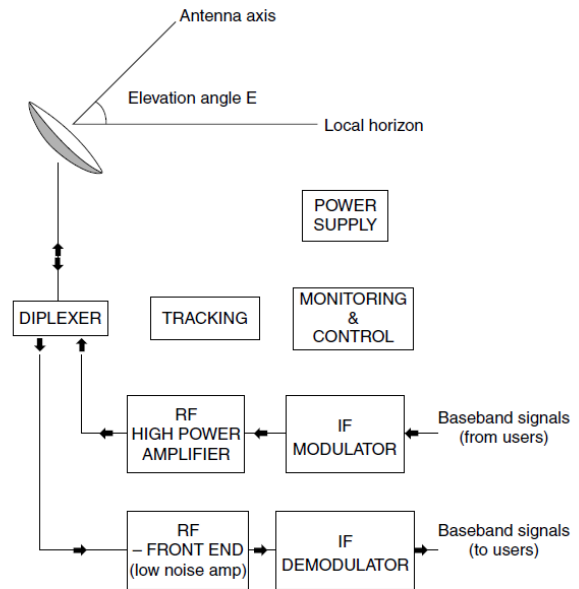 Antenna axis
Elevation angle E
Local horizon
POWER
SUPPLY
DIPLEXER
TRACKING
MONITORING
&
CONTROL
RF
HIGH POWER
AMPLIFIER
IF
MODULATOR
Baseband signals
(from users)
RF
– FRONT END
(low noise amp)
IF
DEMODULATOR
Baseband signals
(to users)